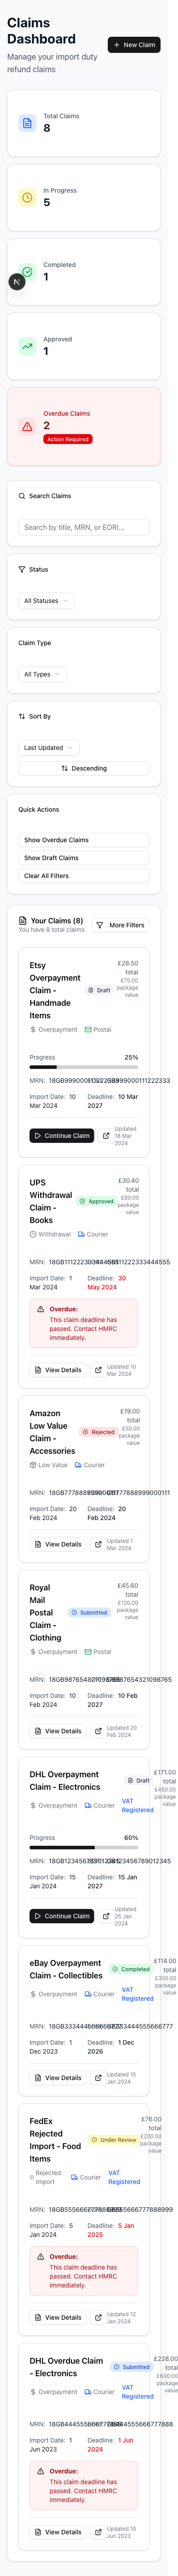 Claims
Dashboard
Manage your import duty
refund claims
New Claim
Total Claims
8
In Progress
5
Completed
1
N
Approved
1
Overdue Claims
2
Action Required
Search Claims
Search by title, MRN, or EORI...
Status
All Statuses
Claim Type
All Types
Sort By
Last Updated
Descending
Quick Actions
Show Overdue Claims
Show Draft Claims
Clear All Filters
Your Claims (8)
You have 8 total claims
More Filters
Etsy
Overpayment
Claim -
Handmade
Items
Draft
£28.50
total
£75.00
package
value
Overpayment
Postal
Progress
25%
MRN:
Import Date: 10
Mar 2024
Deadline: 10 Mar
2027
Continue Claim
Updated
18 Mar
2024
UPS
Withdrawal
Claim -
Books
Approved
£30.40
total
£80.00
package
value
Withdrawal
Courier
MRN:
Import Date: 1
Mar 2024
Deadline: 30
May 2024
Overdue:
This claim deadline has
passed. Contact HMRC
immediately.
View Details
Updated 10
Mar 2024
Amazon
Low Value
Claim -
Accessories
Rejected
£19.00
total
£50.00
package
value
Low Value
Courier
MRN:
Import Date: 20
Feb 2024
Deadline: 20
Feb 2024
View Details
Updated 1
Mar 2024
Royal
Mail
Postal
Claim -
Clothing
Submitted
£45.60
total
£120.00
package
value
Overpayment
Postal
MRN:
Import Date: 10
Feb 2024
Deadline: 10 Feb
2027
View Details
Updated 20
Feb 2024
DHL Overpayment
Claim - Electronics
Draft
£171.00
total
£450.00
package
value
Overpayment
Courier
VAT
Registered
Progress
60%
MRN:
Import Date: 15
Jan 2024
Deadline: 15 Jan
2027
Continue Claim
Updated
25 Jan
2024
eBay Overpayment
Claim - Collectibles
Completed
£114.00
total
£300.00
package
value
Overpayment
Courier
VAT
Registered
MRN:
Import Date: 1
Dec 2023
Deadline: 1 Dec
2026
View Details
Updated 15
Jan 2024
FedEx
Rejected
Import - Food
Items
Under Review
£76.00
total
£200.00
package
value
Rejected
Import
Courier
VAT
Registered
MRN:
Import Date: 5
Jan 2024
Deadline: 5 Jan
2025
Overdue:
This claim deadline has
passed. Contact HMRC
immediately.
View Details
Updated 12
Jan 2024
DHL Overdue Claim
- Electronics
Submitted
£228.00
total
£600.00
package
value
Overpayment
Courier
VAT
Registered
MRN:
Import Date: 1
Jun 2023
Deadline: 1 Jun
2024
Overdue:
This claim deadline has
passed. Contact HMRC
immediately.
View Details
Updated 10
Jun 2023